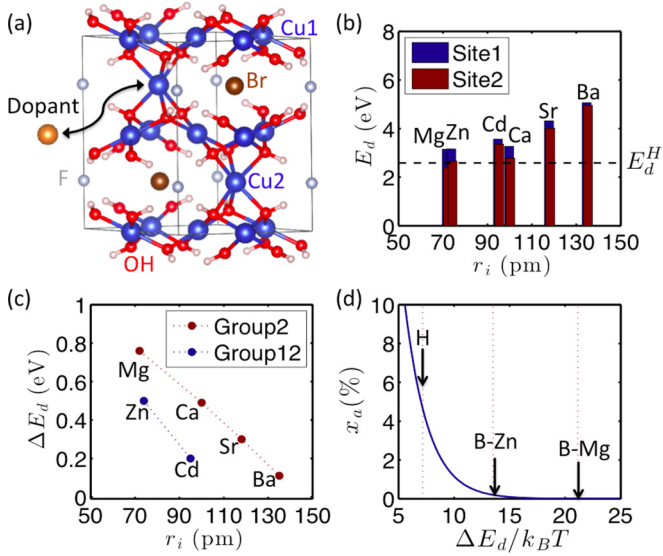 (a)
Cu1
Br
Dopant
F
Cu2
OH
(b)
Site1
Site2
E_d (eV)
8
6
4
2
0
Mg Zn
Cd
Ca
Sr
Ba
E_d^H
50 70 90 110 130 150
r_i (pm)
(c)
Group2
Group12
ΔE_d (eV)
1
0.8
0.6
0.4
0.2
0
Mg
Zn
Ca
Cd
Sr
Ba
50 70 90 110 130 150
r_i (pm)
(d)
x_a(%)
10
8
6
4
2
0
H
B-Zn
B-Mg
5 10 15 20 25
ΔE_d/k_BT